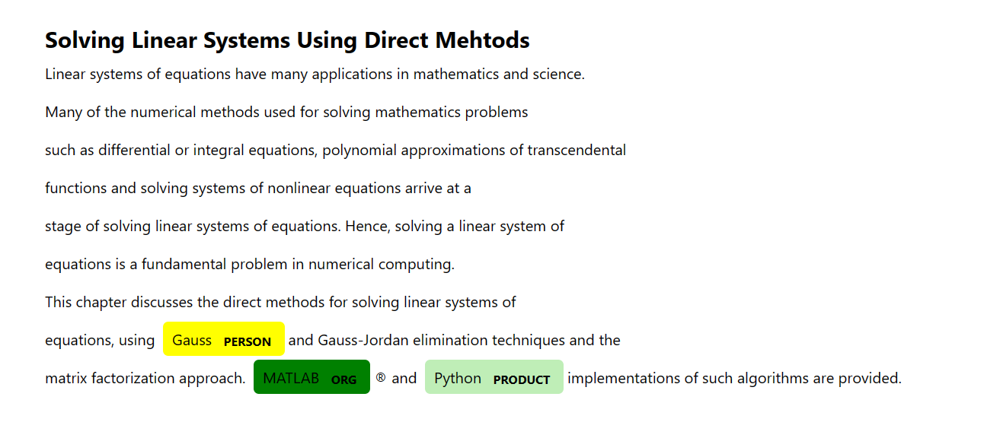 Solving Linear Systems Using Direct Mehtods
Linear systems of equations have many applications in mathematics and science.
Many of the numerical methods used for solving mathematics problems
such as differential or integral equations, polynomial approximations of transcendental
functions and solving systems of nonlinear equations arrive at a
stage of solving linear systems of equations. Hence, solving a linear system of
equations is a fundamental problem in numerical computing.
This chapter discusses the direct methods for solving linear systems of
equations, using Gauss PERSON and Gauss-Jordan elimination techniques and the
matrix factorization approach. MATLAB ORG ® and Python PRODUCT implementations of such algorithms are provided.